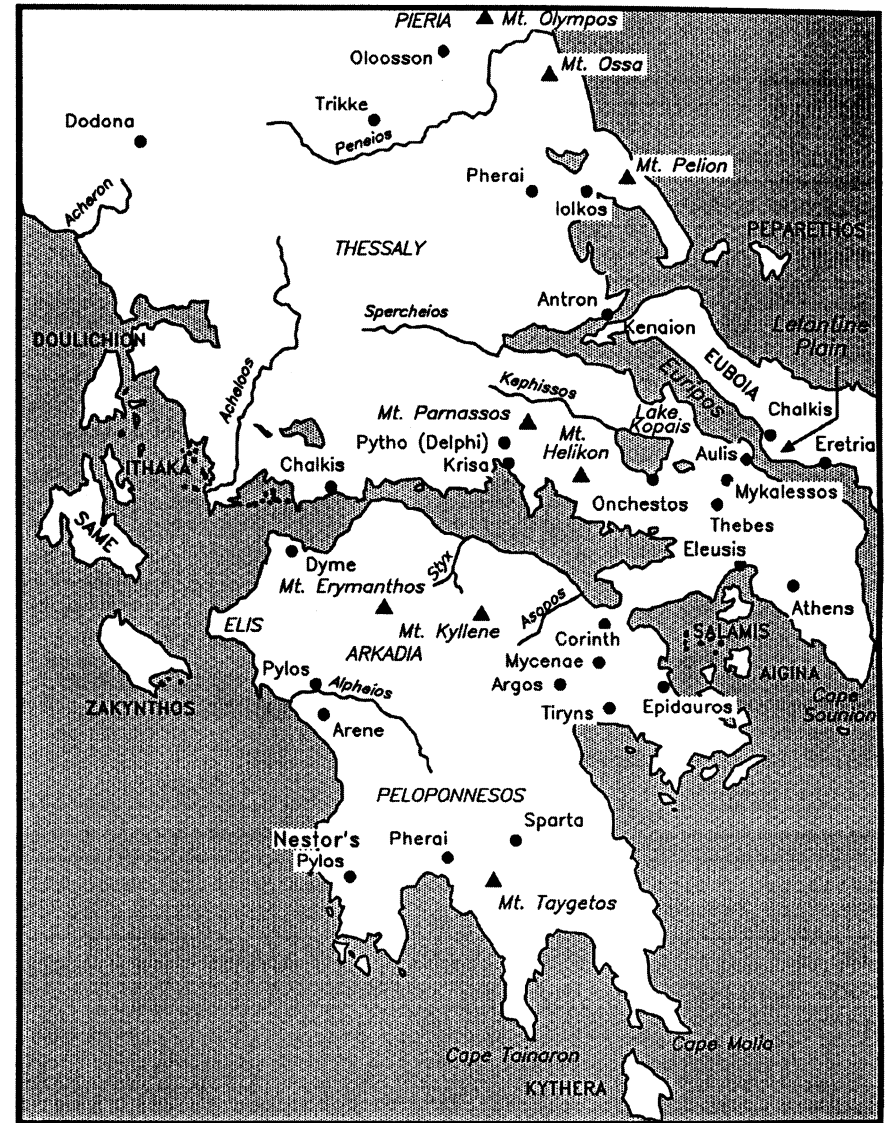 PIERIA
Mt. Olympos
Oloosson
Mt. Ossa
Trikke
Dodona
Peneios
Mt. Pelion
Pherai
Iolkos
Acheron
PEPARETHOS
THESSALY
Antron
Spercheios
Kenaion
Lelantine
Plain
DOULICHION
EUBOIA
Euripos
Acheloos
Kephissos
Chalkis
Mt. Parnassos
Lake
Kopais
Mt.
Helikon
Pytho (Delphi)
Aulis
Eretria
ITHAKA
Chalkis
Krisa
Mykalessos
Onchestos
Thebes
SAME
Eleusis
Dyme
Styx
Mt. Erymanthos
Asopos
Athens
ELIS
Mt. Kyllene
Corinth
SALAMIS
ARKADIA
Mycenae
AIGINA
Pylos
Alpheios
Argos
Epidauros
Cape
Sounion
ZAKYNTHOS
Tiryns
Arene
PELOPONNESOS
Sparta
Nestor's
Pylos
Pherai
Mt. Taygetos
Cape Tainaron
Cape Malia
KYTHERA